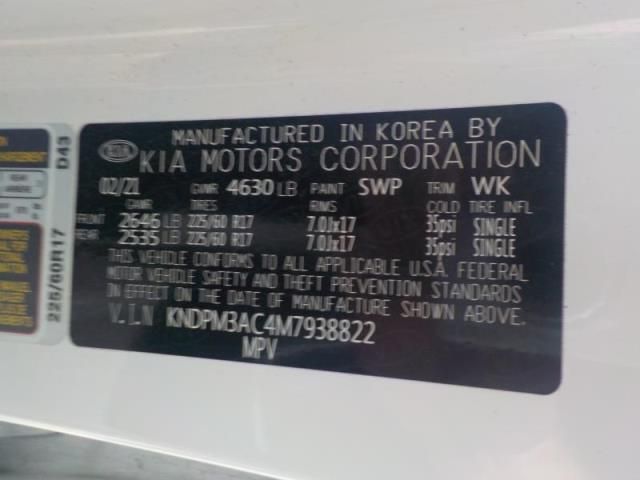 D43
225/60R17
KIA
MANUFACTURED IN KOREA BY
KIA MOTORS CORPORATION
02/21 GVWR 4630 LB PAINT SWP TRIM WK
GAWR TIRES RIMS COLD TIRE INFL
FRONT 2646 LB 225/60 R17 7.0Jx17 35psi SINGLE
REAR 2535 LB 225/60 R17 7.0Jx17 35psi SINGLE
THIS VEHICLE CONFORMS TO ALL APPLICABLE U.S.A. FEDERAL
MOTOR VEHICLE SAFETY AND THEFT PREVENTION STANDARDS
IN EFFECT ON THE DATE OF MANUFACTURE SHOWN ABOVE.
V.I.N KNDPM3AC4M7938822
MPV